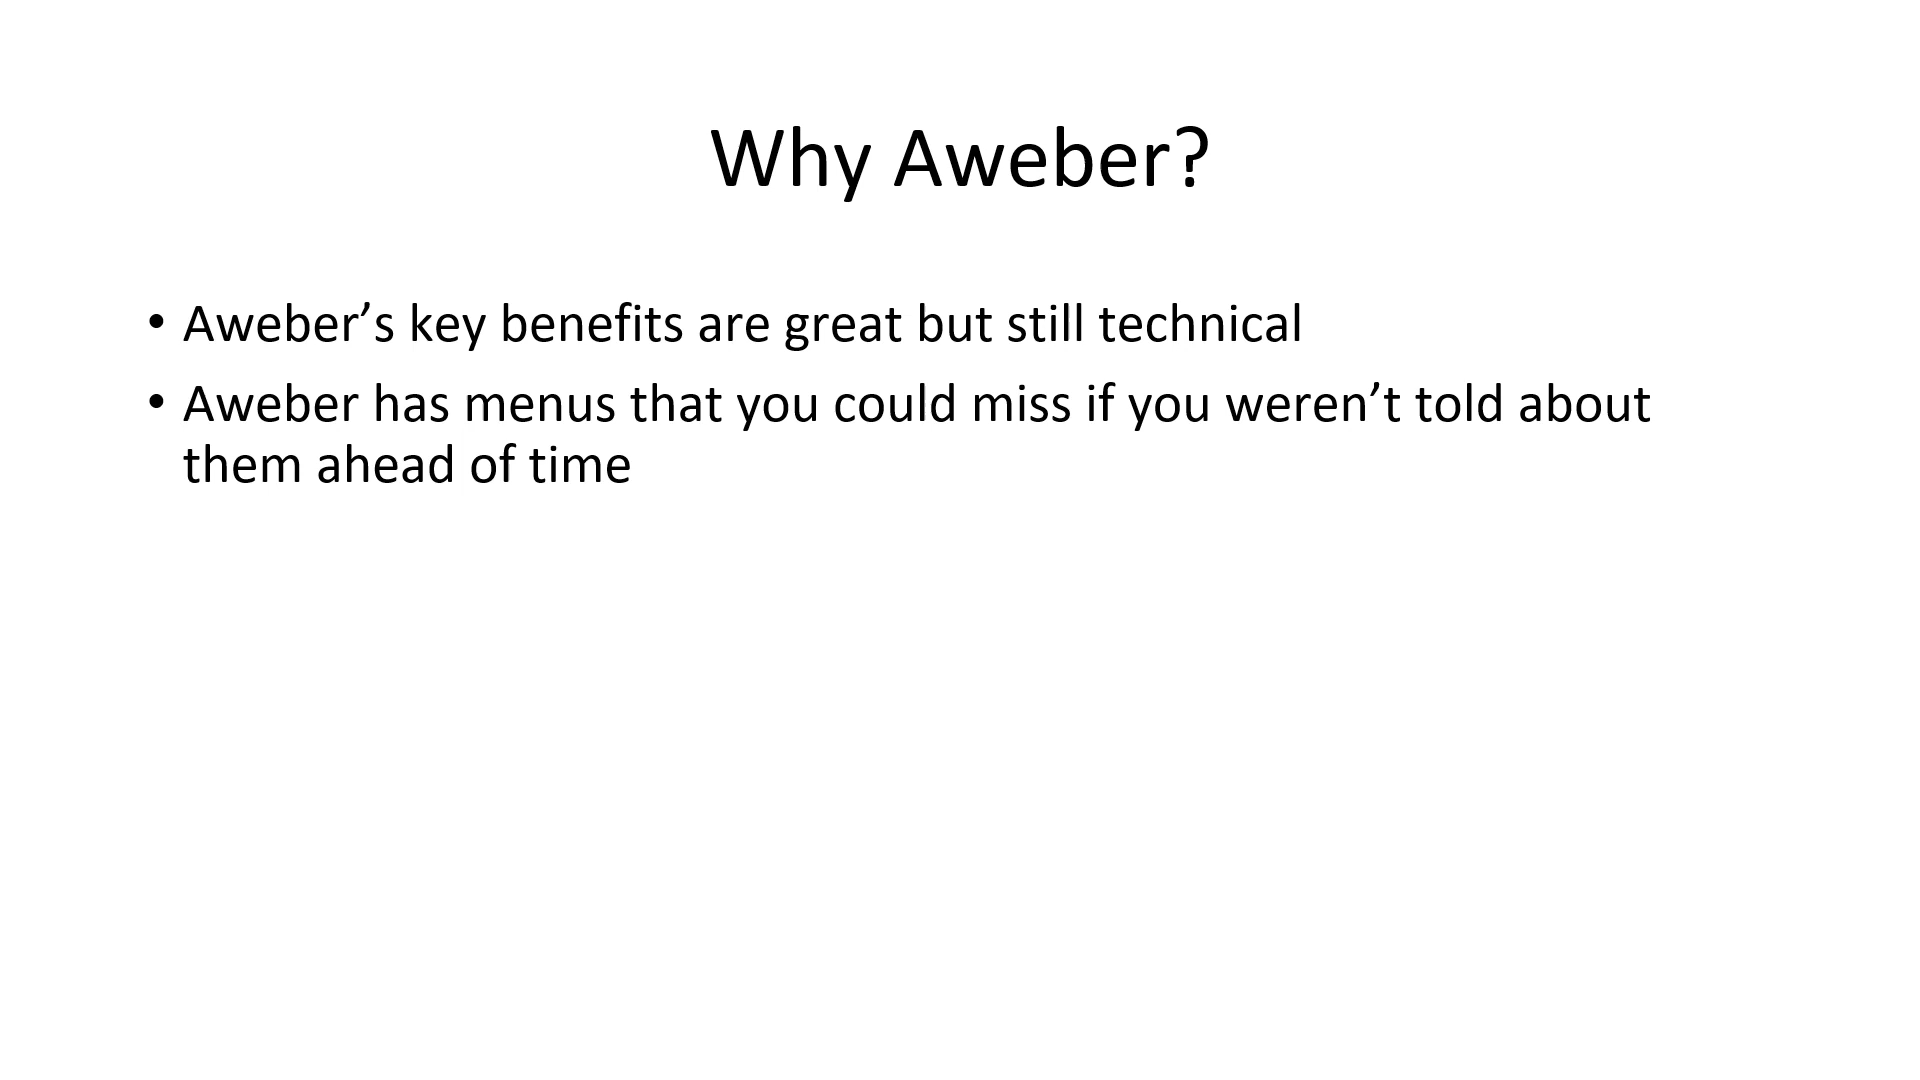 Why Aweber?
• Aweber’s key benefits are great but still technical
• Aweber has menus that you could miss if you weren’t told about
them ahead of time